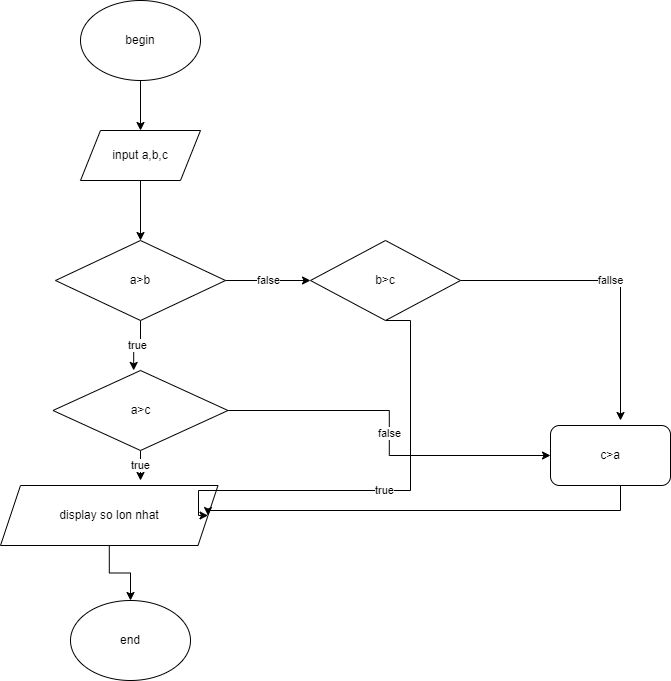 begin
input a,b,c
a>b
false
b>c
fallse
true
a>c
false
c>a
true
true
display so lon nhat
end